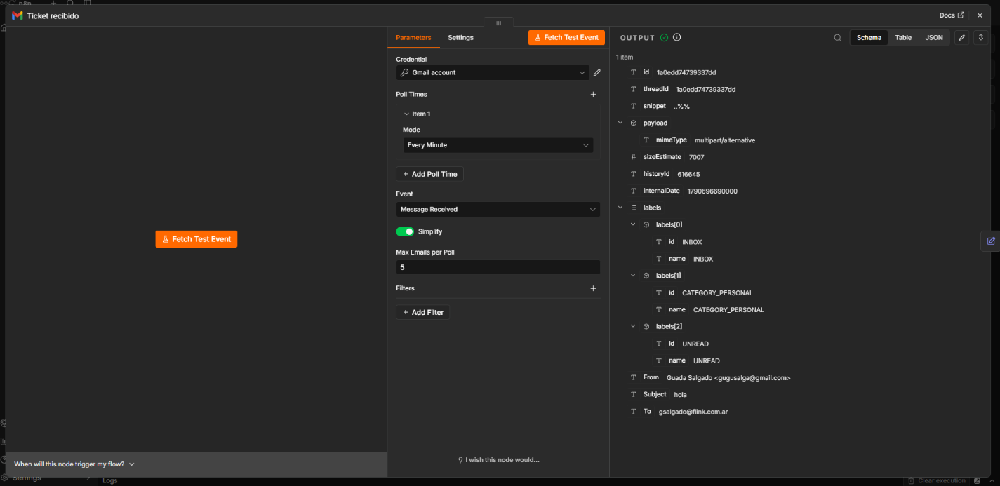 n8n
Ticket recibido
Docs
Parameters
Settings
Fetch Test Event
OUTPUT
Schema
Table
JSON
Credential
Gmail account
Poll Times
Item 1
Mode
Every Minute
+ Add Poll Time
Event
Message Received
Simplify
Max Emails per Poll
5
Filters
+ Add Filter
I wish this node would...
Fetch Test Event
When will this node trigger my flow?
1 item
T id 1a0edd74739337dd
T threadId 1a0edd74739337dd
T snippet ..%%
payload
T mimeType multipart/alternative
# sizeEstimate 7007
T historyId 616645
T internalDate 1790696690000
labels
labels[0]
T id INBOX
T name INBOX
labels[1]
T id CATEGORY_PERSONAL
T name CATEGORY_PERSONAL
labels[2]
T id UNREAD
T name UNREAD
T From Guada Salgado <gugusalga@gmail.com>
T Subject hola
T To gsalgado@flink.com.ar
Settings
Logs
Clear execution